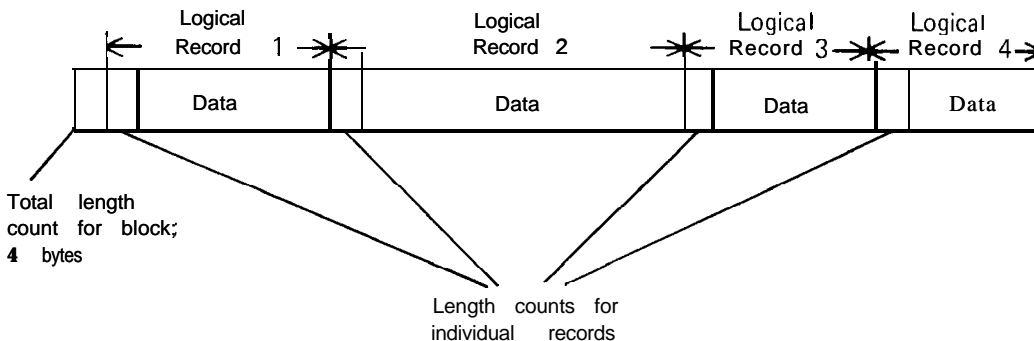 Logical
Record 1
Logical
Record 2
Logical
Record 3
Logical
Record 4
Data
Data
Data
Data
Total length
count for block;
4 bytes
Length counts for
individual records